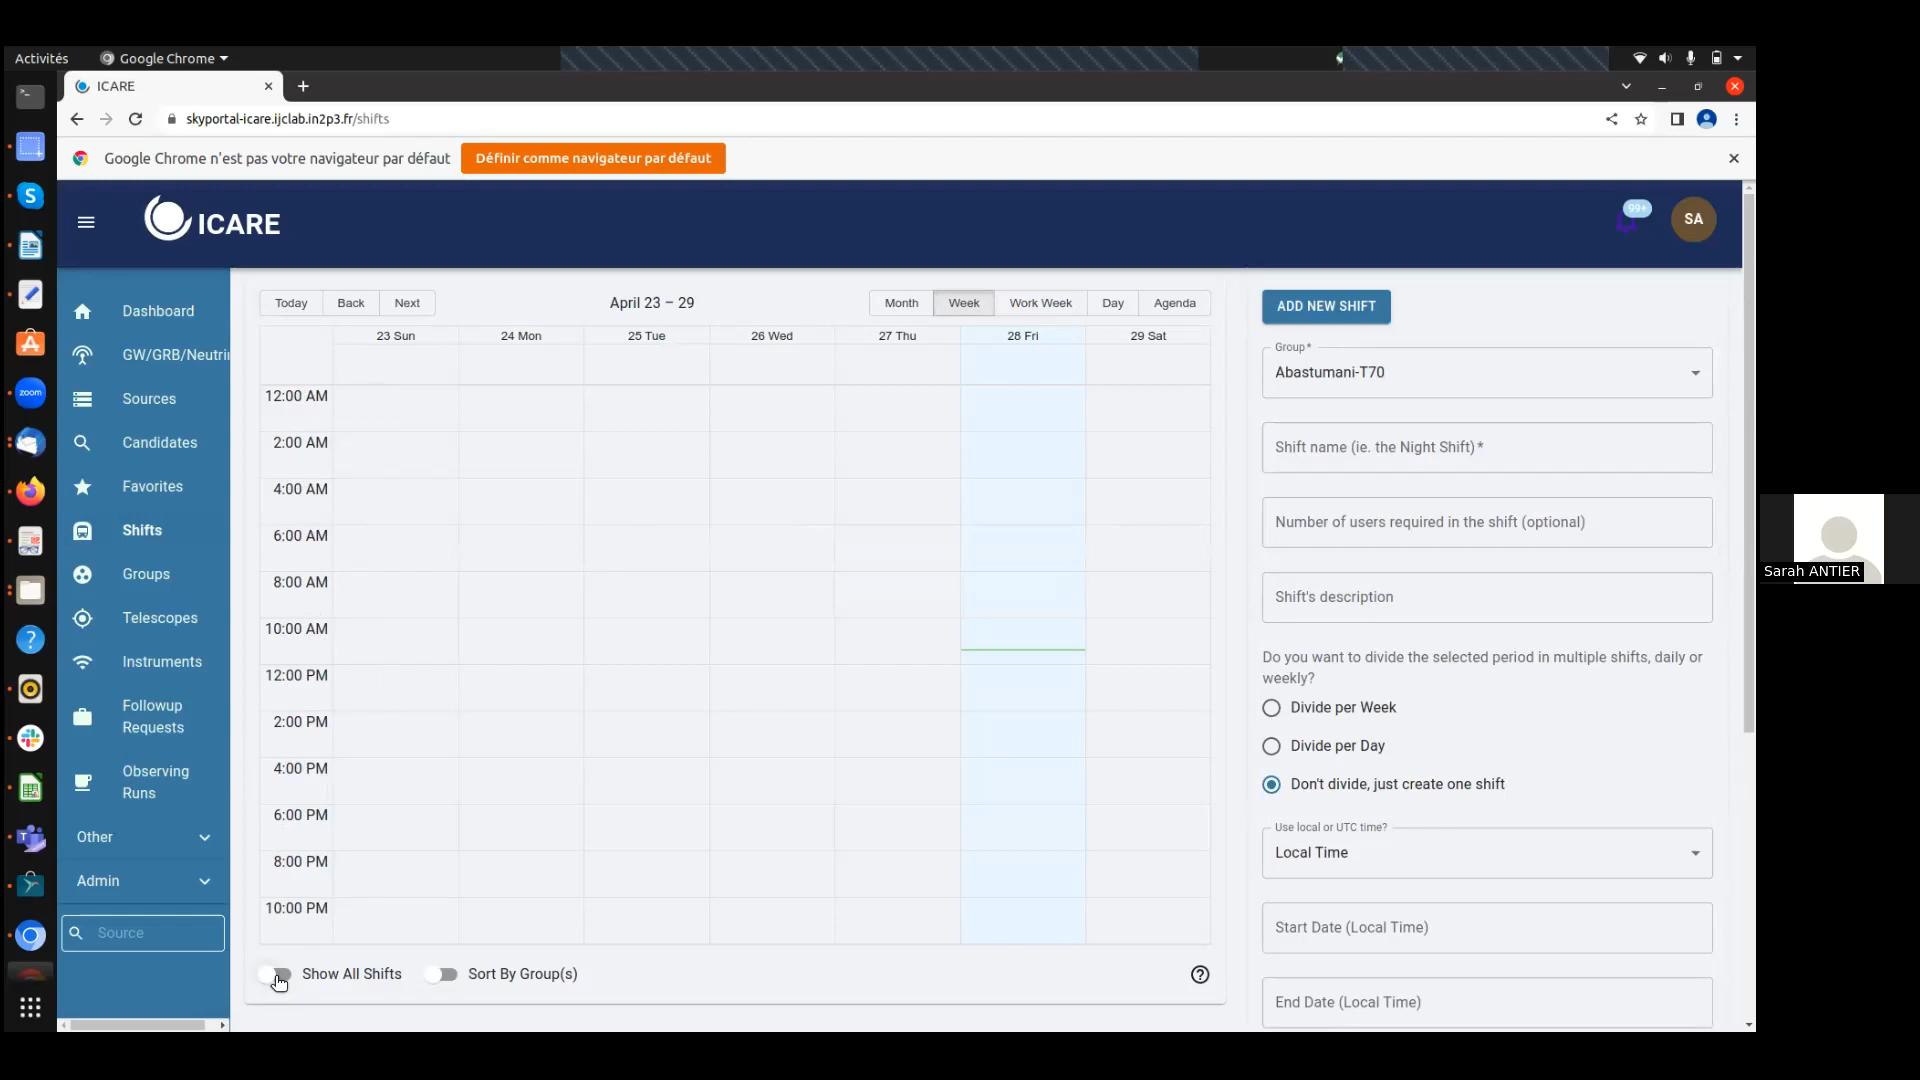 Activités
Google Chrome
ICARE
skyportal-icare.ijclab.in2p3.fr/shifts
Google Chrome n'est pas votre navigateur par défaut
Définir comme navigateur par défaut
ICARE
99+
SA
Dashboard
GW/GRB/Neutri
Sources
Candidates
Favorites
Shifts
Groups
Telescopes
Instruments
Followup
Requests
Observing
Runs
Other
Admin
Source
Today Back Next
April 23 – 29
Month Week Work Week Day Agenda
23 Sun 24 Mon 25 Tue 26 Wed 27 Thu 28 Fri 29 Sat
12:00 AM
2:00 AM
4:00 AM
6:00 AM
8:00 AM
10:00 AM
12:00 PM
2:00 PM
4:00 PM
6:00 PM
8:00 PM
10:00 PM
Show All Shifts
Sort By Group(s)
ADD NEW SHIFT
Group*
Abastumani-T70
Shift name (ie. the Night Shift)*
Number of users required in the shift (optional)
Shift's description
Do you want to divide the selected period in multiple shifts, daily or
weekly?
Divide per Week
Divide per Day
Don't divide, just create one shift
Use local or UTC time?
Local Time
Start Date (Local Time)
End Date (Local Time)
zoom
Sarah ANTIER